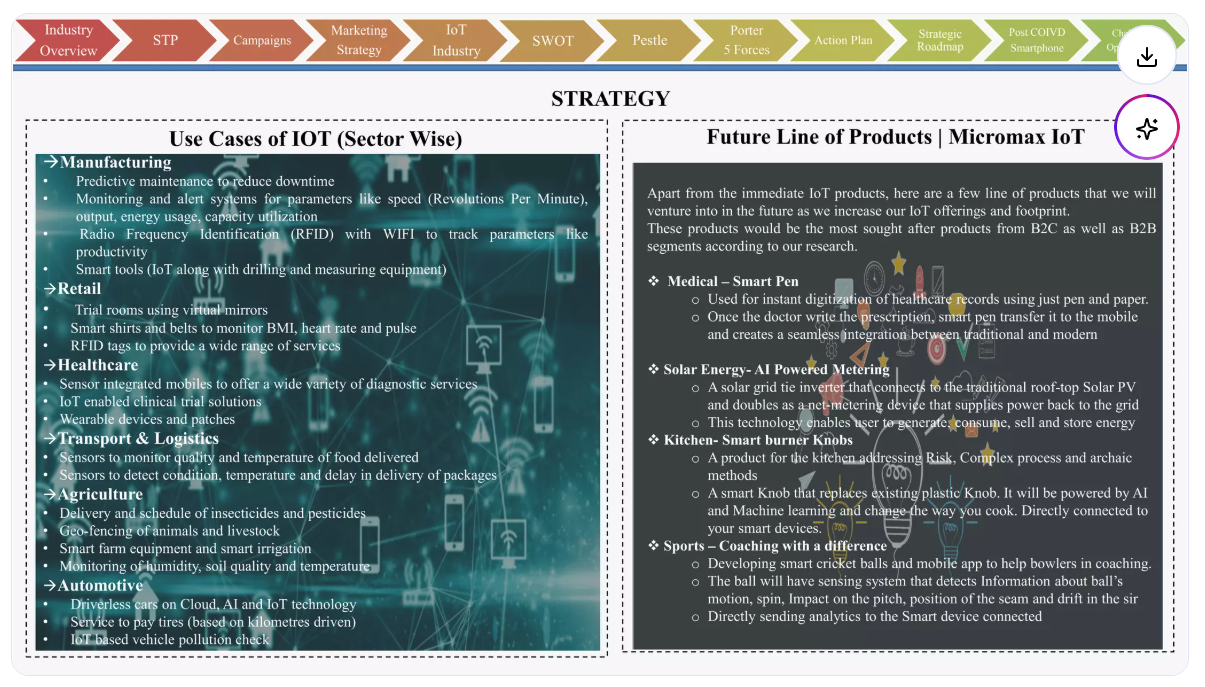 Industry
Overview
STP
Campaigns
Marketing
Strategy
IoT
Industry
SWOT
Pestle
Porter
5 Forces
Action Plan
Strategic
Roadmap
Post COIVD
Smartphone
STRATEGY
Use Cases of IOT (Sector Wise)
→Manufacturing
• Predictive maintenance to reduce downtime
• Monitoring and alert systems for parameters like speed (Revolutions Per Minute),
output, energy usage, capacity utilization
• Radio Frequency Identification (RFID) with WIFI to track parameters like
productivity
• Smart tools (IoT along with drilling and measuring equipment)
→Retail
• Trial rooms using virtual mirrors
• Smart shirts and belts to monitor BMI, heart rate and pulse
• RFID tags to provide a wide range of services
→Healthcare
• Sensor integrated mobiles to offer a wide variety of diagnostic services
• IoT enabled clinical trial solutions
• Wearable devices and patches
→Transport & Logistics
• Sensors to monitor quality and temperature of food delivered
• Sensors to detect condition, temperature and delay in delivery of packages
→Agriculture
• Delivery and schedule of insecticides and pesticides
• Geo-fencing of animals and livestock
• Smart farm equipment and smart irrigation
• Monitoring of humidity, soil quality and temperature
→Automotive
• Driverless cars on Cloud, AI and IoT technology
• Service to pay tires (based on kilometres driven)
• IoT based vehicle pollution check
Future Line of Products | Micromax IoT
Apart from the immediate IoT products, here are a few line of products that we will
venture into in the future as we increase our IoT offerings and footprint.
These products would be the most sought after products from B2C as well as B2B
segments according to our research.
❖ Medical – Smart Pen
o Used for instant digitization of healthcare records using just pen and paper.
o Once the doctor write the prescription, smart pen transfer it to the mobile
and creates a seamless integration between traditional and modern
❖ Solar Energy- AI Powered Metering
o A solar grid tie inverter that connects to the traditional roof-top Solar PV
and doubles as a net-metering device that supplies power back to the grid
o This technology enables user to generate, consume, sell and store energy
❖ Kitchen- Smart burner Knobs
o A product for the kitchen addressing Risk, Complex process and archaic
methods
o A smart Knob that replaces existing plastic Knob. It will be powered by AI
and Machine learning and change the way you cook. Directly connected to
your smart devices.
❖ Sports – Coaching with a difference
o Developing smart cricket balls and mobile app to help bowlers in coaching.
o The ball will have sensing system that detects Information about ball’s
motion, spin, Impact on the pitch, position of the seam and drift in the sir
o Directly sending analytics to the Smart device connected